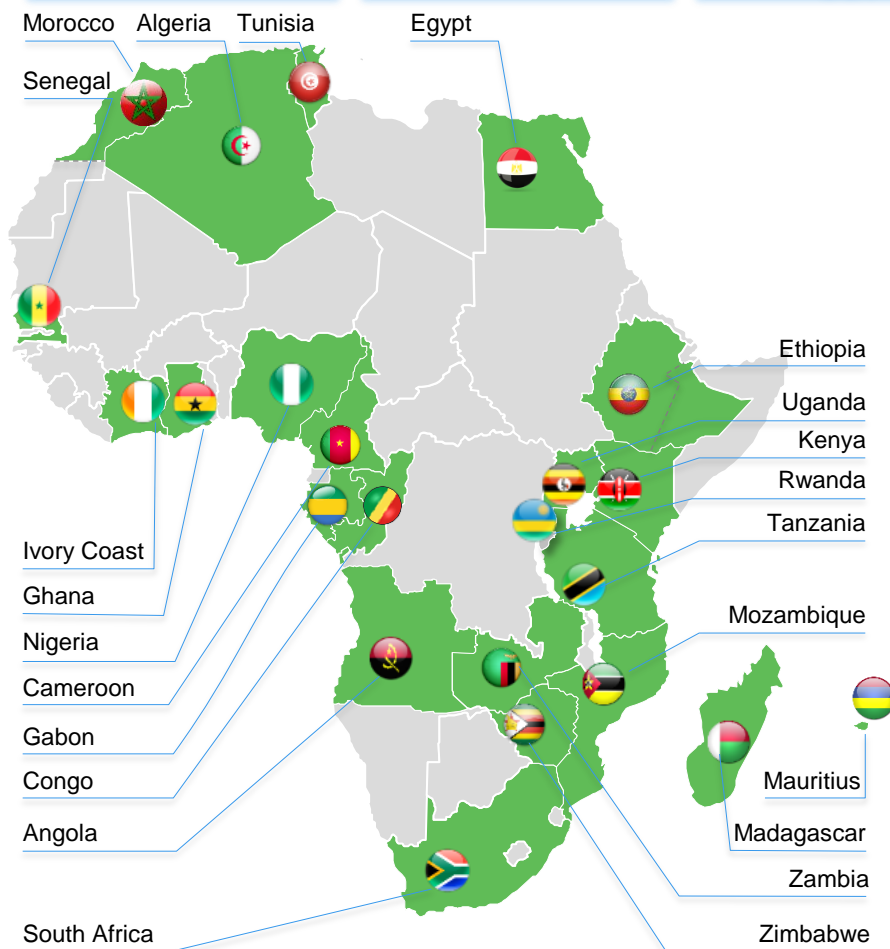 Morocco
Algeria
Tunisia
Egypt
Senegal
Ethiopia
Uganda
Kenya
Rwanda
Tanzania
Ivory Coast
Ghana
Mozambique
Nigeria
Cameroon
Gabon
Congo
Mauritius
Angola
Madagascar
Zambia
South Africa
Zimbabwe